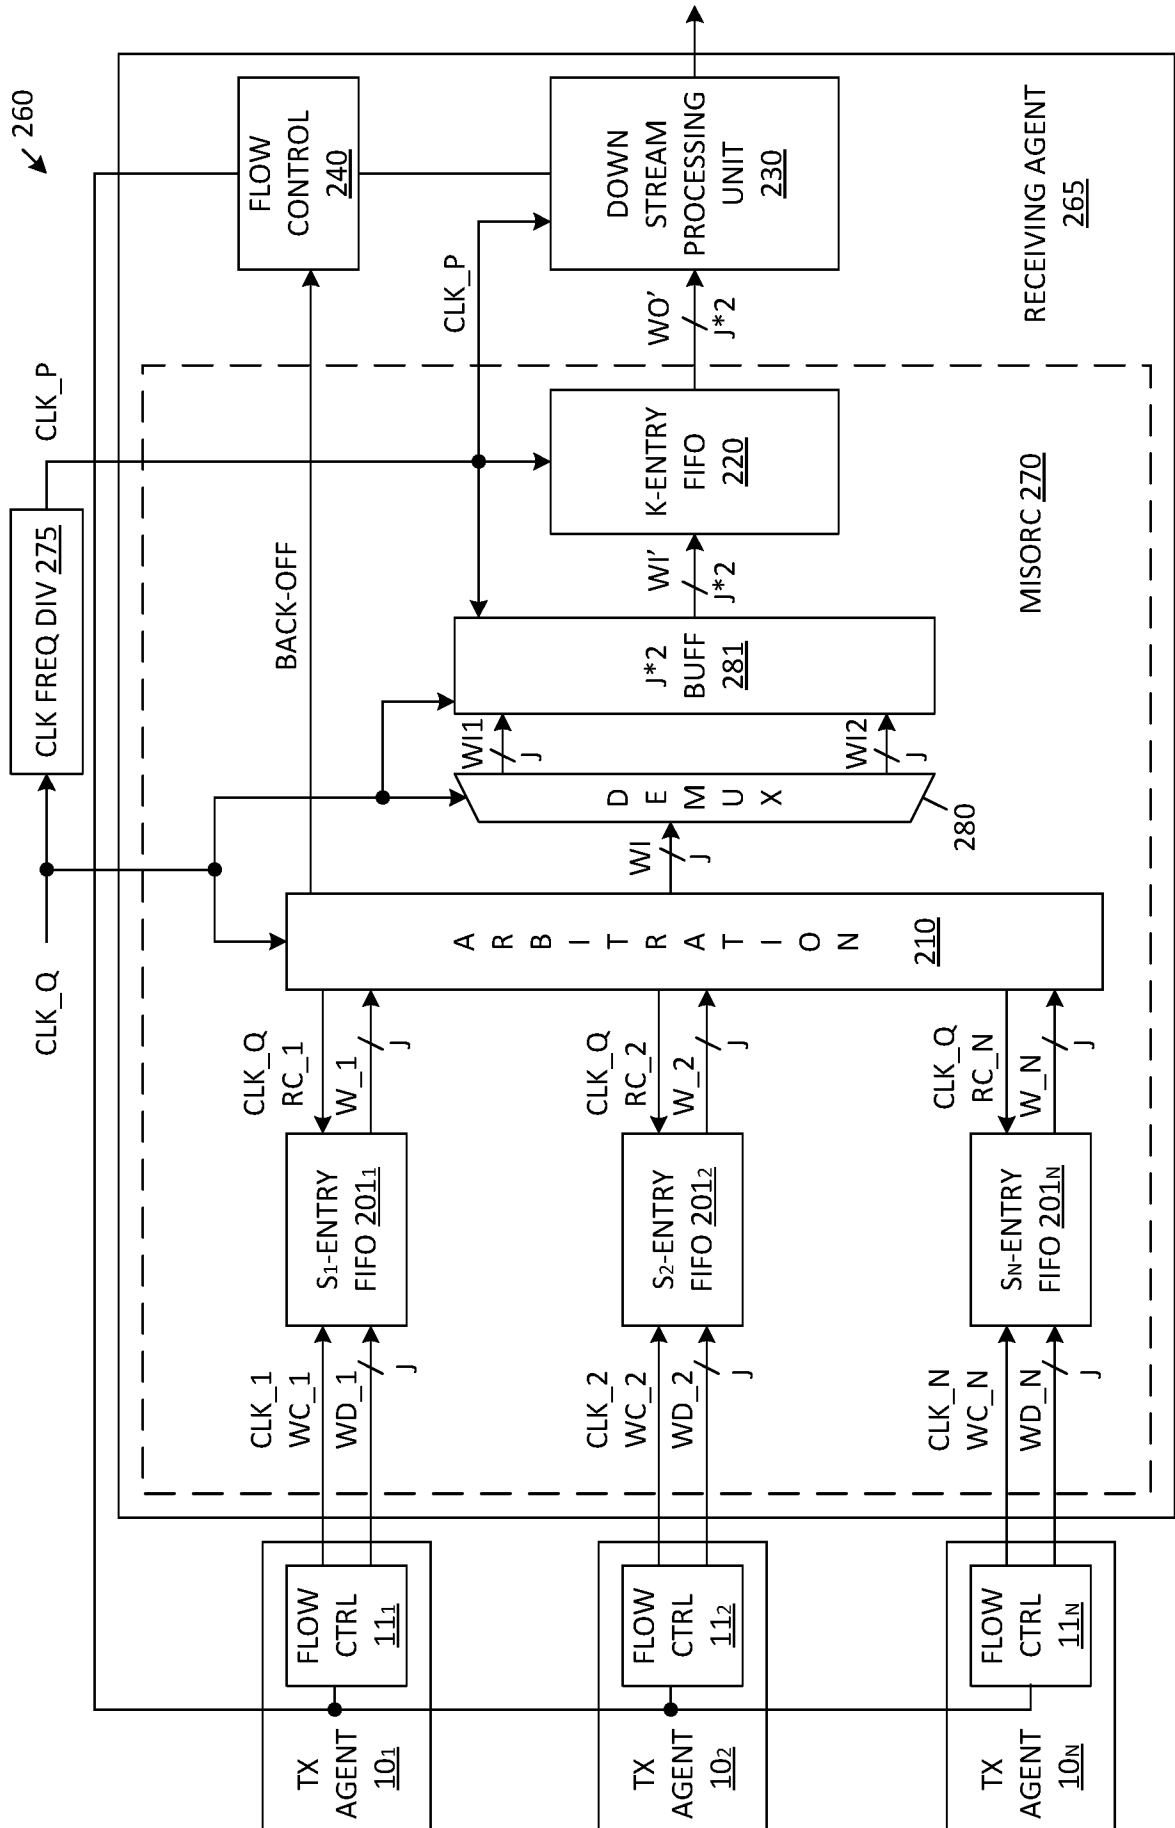 260
CLK_Q
CLK FREQ DIV 275
CLK_P
TX
AGENT
10₁
FLOW
CTRL
11₁
CLK_1
WC_1
WD_1
J
S₁-ENTRY
FIFO 201₁
CLK_Q
RC_1
W_1
J
TX
AGENT
10₂
FLOW
CTRL
11₂
CLK_2
WC_2
WD_2
J
S₂-ENTRY
FIFO 201₂
CLK_Q
RC_2
W_2
J
TX
AGENT
10N
FLOW
CTRL
11N
CLK_N
WC_N
WD_N
J
SN-ENTRY
FIFO 201N
CLK_Q
RC_N
W_N
J
ARBITRATION
210
BACK-OFF
WI
J
DEMUX
280
WI1
J
WI2
J
J*2
BUFF
281
WI'
J*2
K-ENTRY
FIFO
220
CLK_P
WO'
J*2
FLOW
CONTROL
240
DOWN
STREAM
PROCESSING
UNIT
230
MISORC 270
RECEIVING AGENT
265